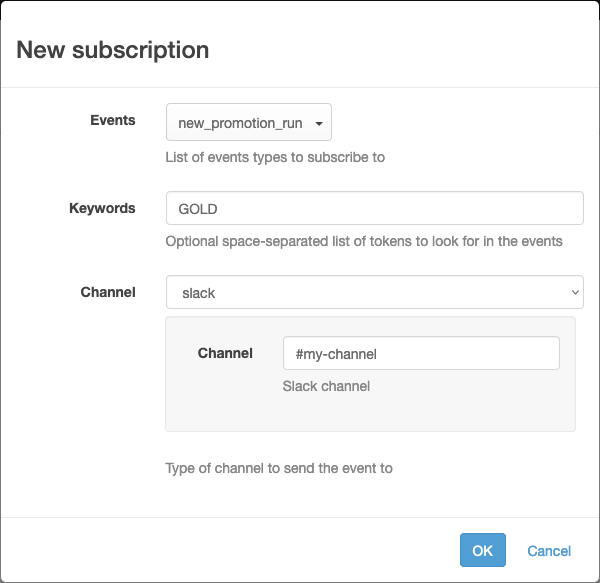 New subscription
Events
new_promotion_run
List of events types to subscribe to
Keywords
GOLD
Optional space-separated list of tokens to look for in the events
Channel
slack
Channel
#my-channel
Slack channel
Type of channel to send the event to
OK
Cancel